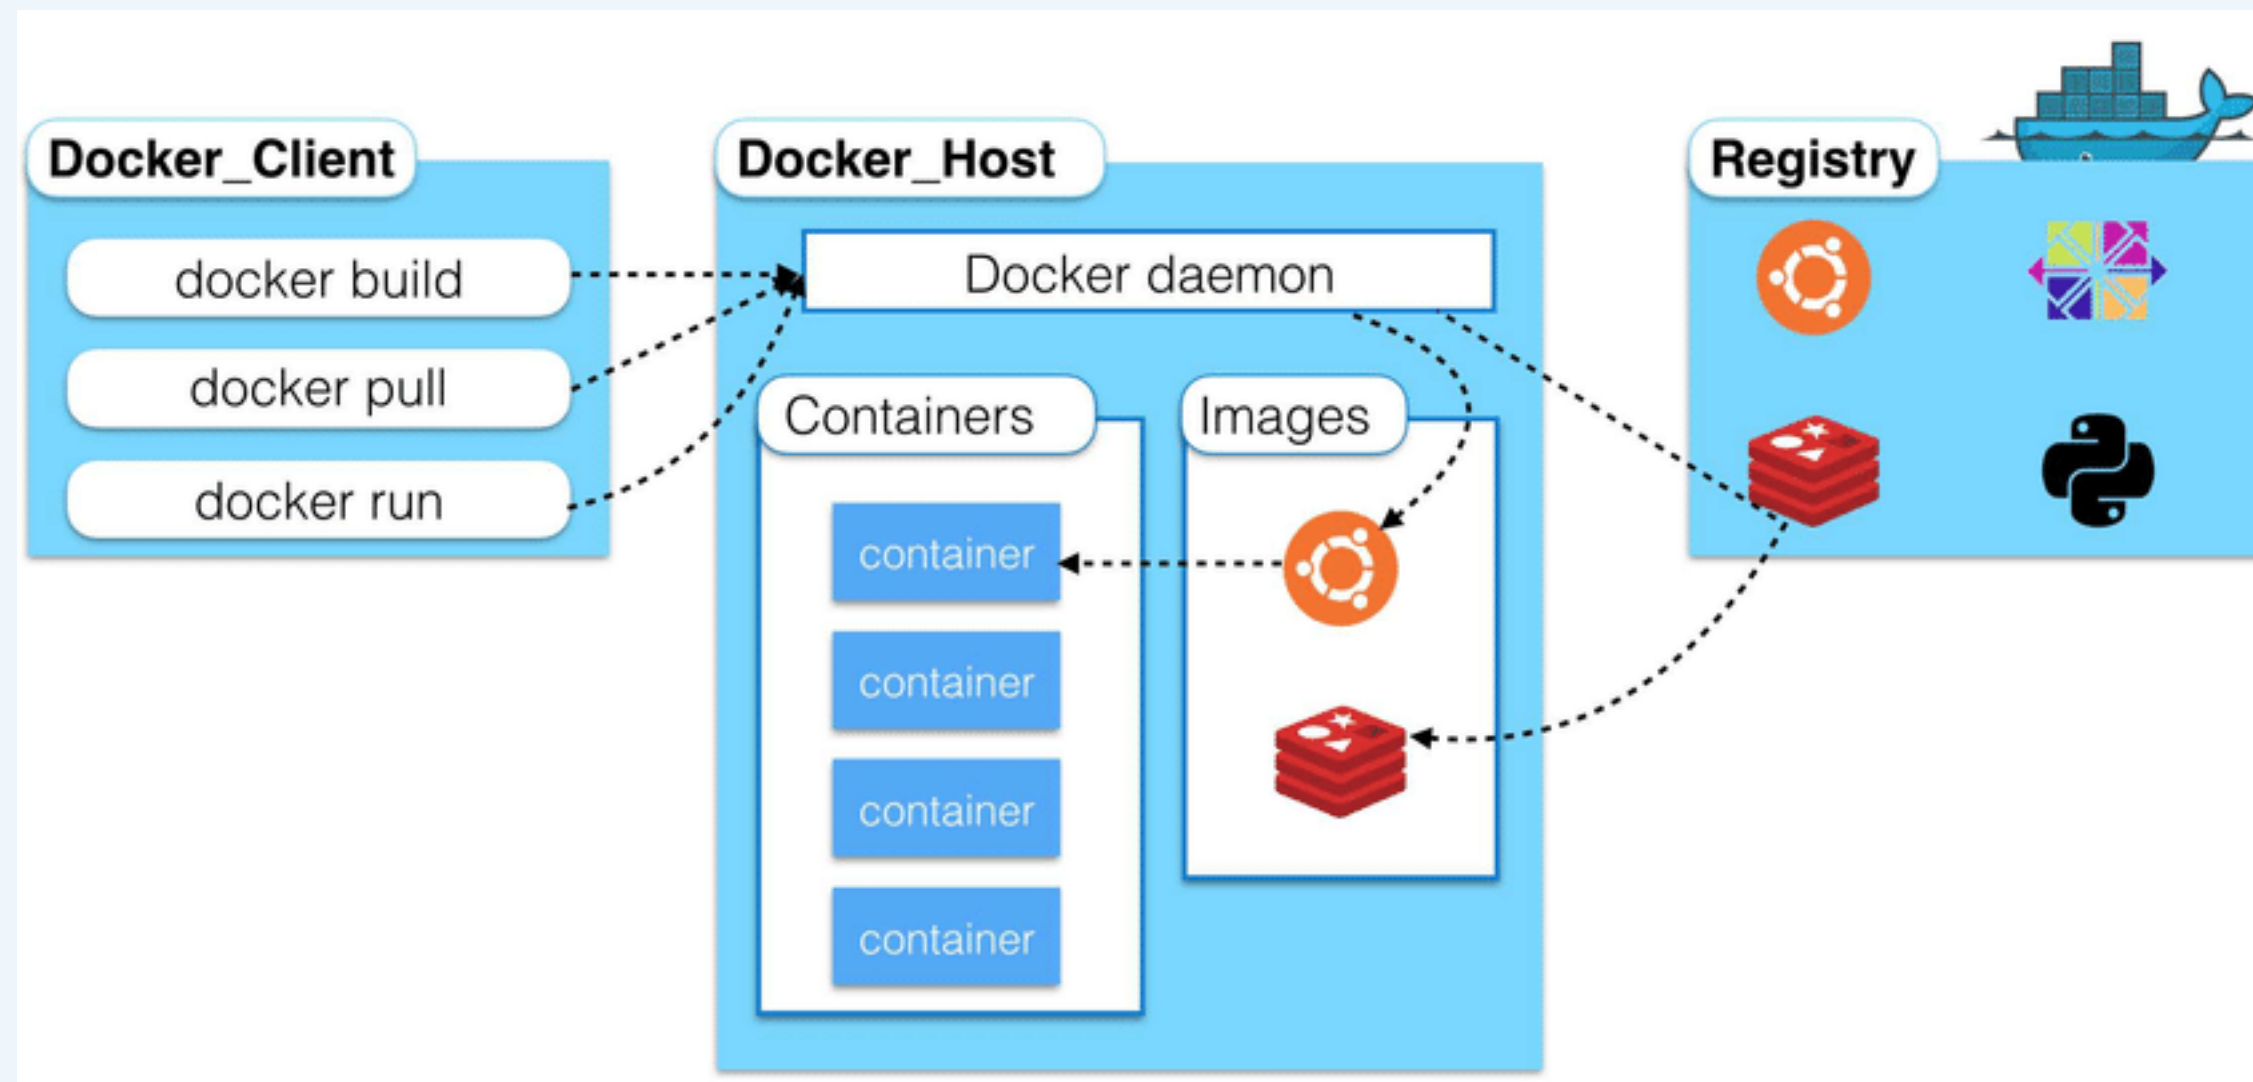 Docker_Client
docker build
docker pull
docker run
Docker_Host
Docker daemon
Containers
container
container
container
container
Images
Registry